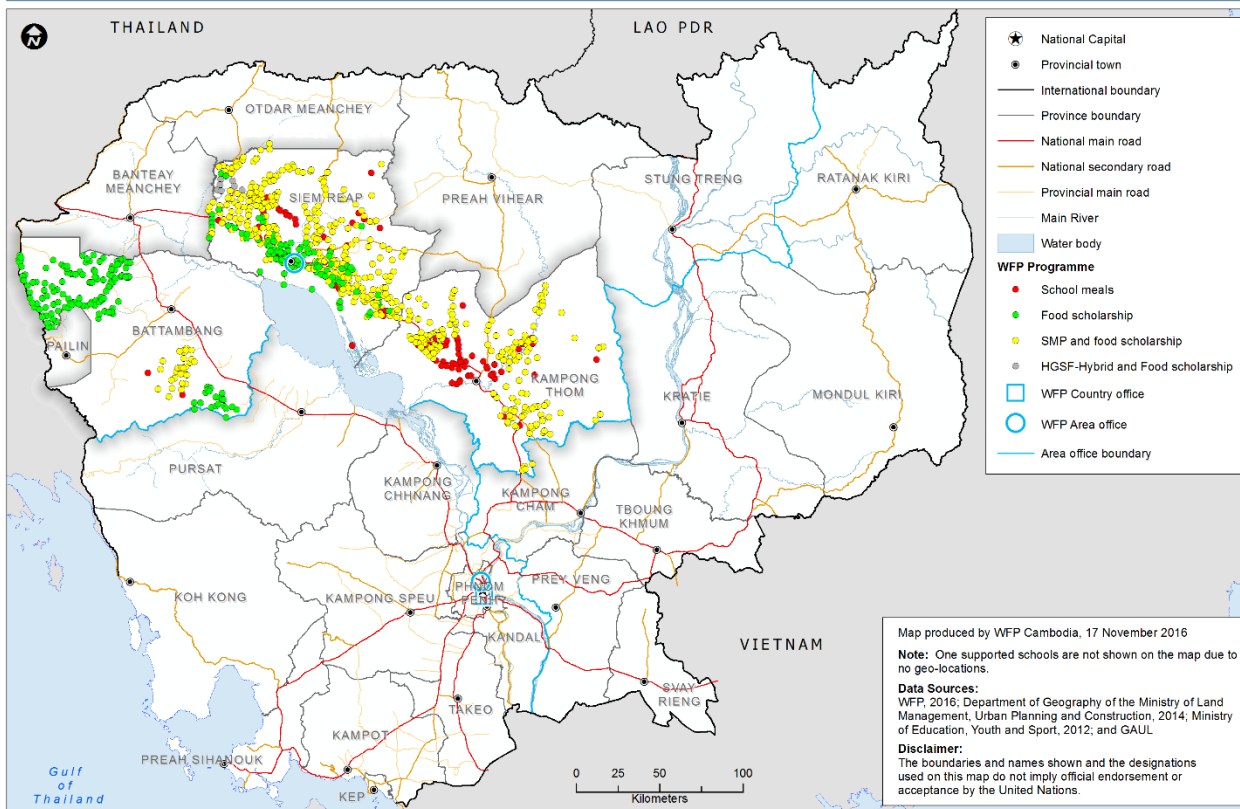 THAILAND
LAO PDR
N
OTDAR MEANCHEY
BANTEAY
MEANCHEY
SIEM REAP
PREAH VIHEAR
STUNG TRENG
RATANAK KIRI
BATTAMBANG
PAILIN
KAMPONG
THOM
KRATIE
MONDUL KIRI
PURSAT
KAMPONG
CHHNANG
KAMPONG
CHAM
TBOUNG
KHMUM
KOH KONG
KAMPONG SPEU
PHNOM
PENH
PREY VENG
KANDAL
VIETNAM
SVAY
RIENG
TAKEO
KAMPOT
PREAH SIHANOUK
KEP
Gulf
of
Thailand
0 25 50 100
Kilometers
National Capital
Provincial town
International boundary
Province boundary
National main road
National secondary road
Provincial main road
Main River
Water body
WFP Programme
School meals
Food scholarship
SMP and food scholarship
HGSF-Hybrid and Food scholarship
WFP Country office
WFP Area office
Area office boundary
Map produced by WFP Cambodia, 17 November 2016
Note: One supported schools are not shown on the map due to
no geo-locations.
Data Sources:
WFP, 2016; Department of Geography of the Ministry of Land
Management, Urban Planning and Construction, 2014; Ministry
of Education, Youth and Sport, 2012; and GAUL
Disclaimer:
The boundaries and names shown and the designations
used on this map do not imply official endorsement or
acceptance by the United Nations.